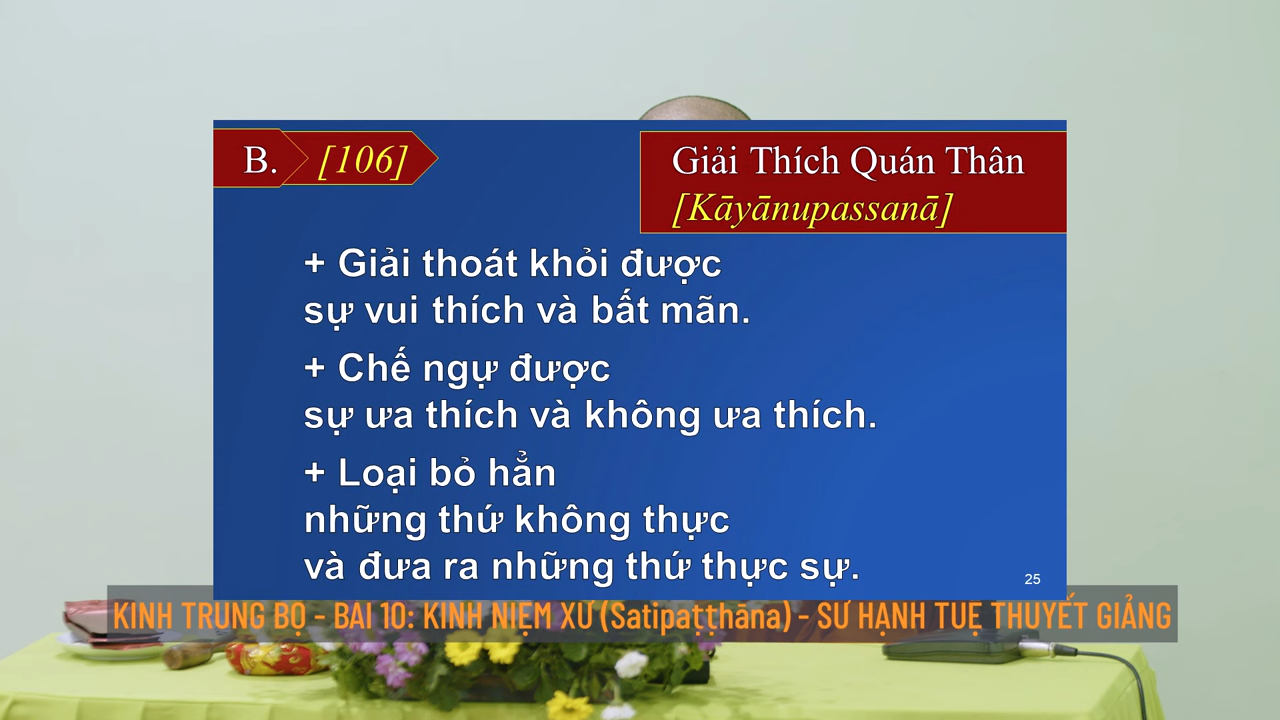 B. [106]
Giải Thích Quán Thân
[Kāyānupassanā]
+ Giải thoát khỏi được
sự vui thích và bất mãn.
+ Chế ngự được
sự ưa thích và không ưa thích.
+ Loại bỏ hẳn
những thứ không thực
và đưa ra những thứ thực sự.
25
KINH TRUNG BỘ - BÀI 10: KINH NIỆM XỨ (Satipaṭṭhāna) - SƯ HẠNH TUỆ THUYẾT GIẢNG